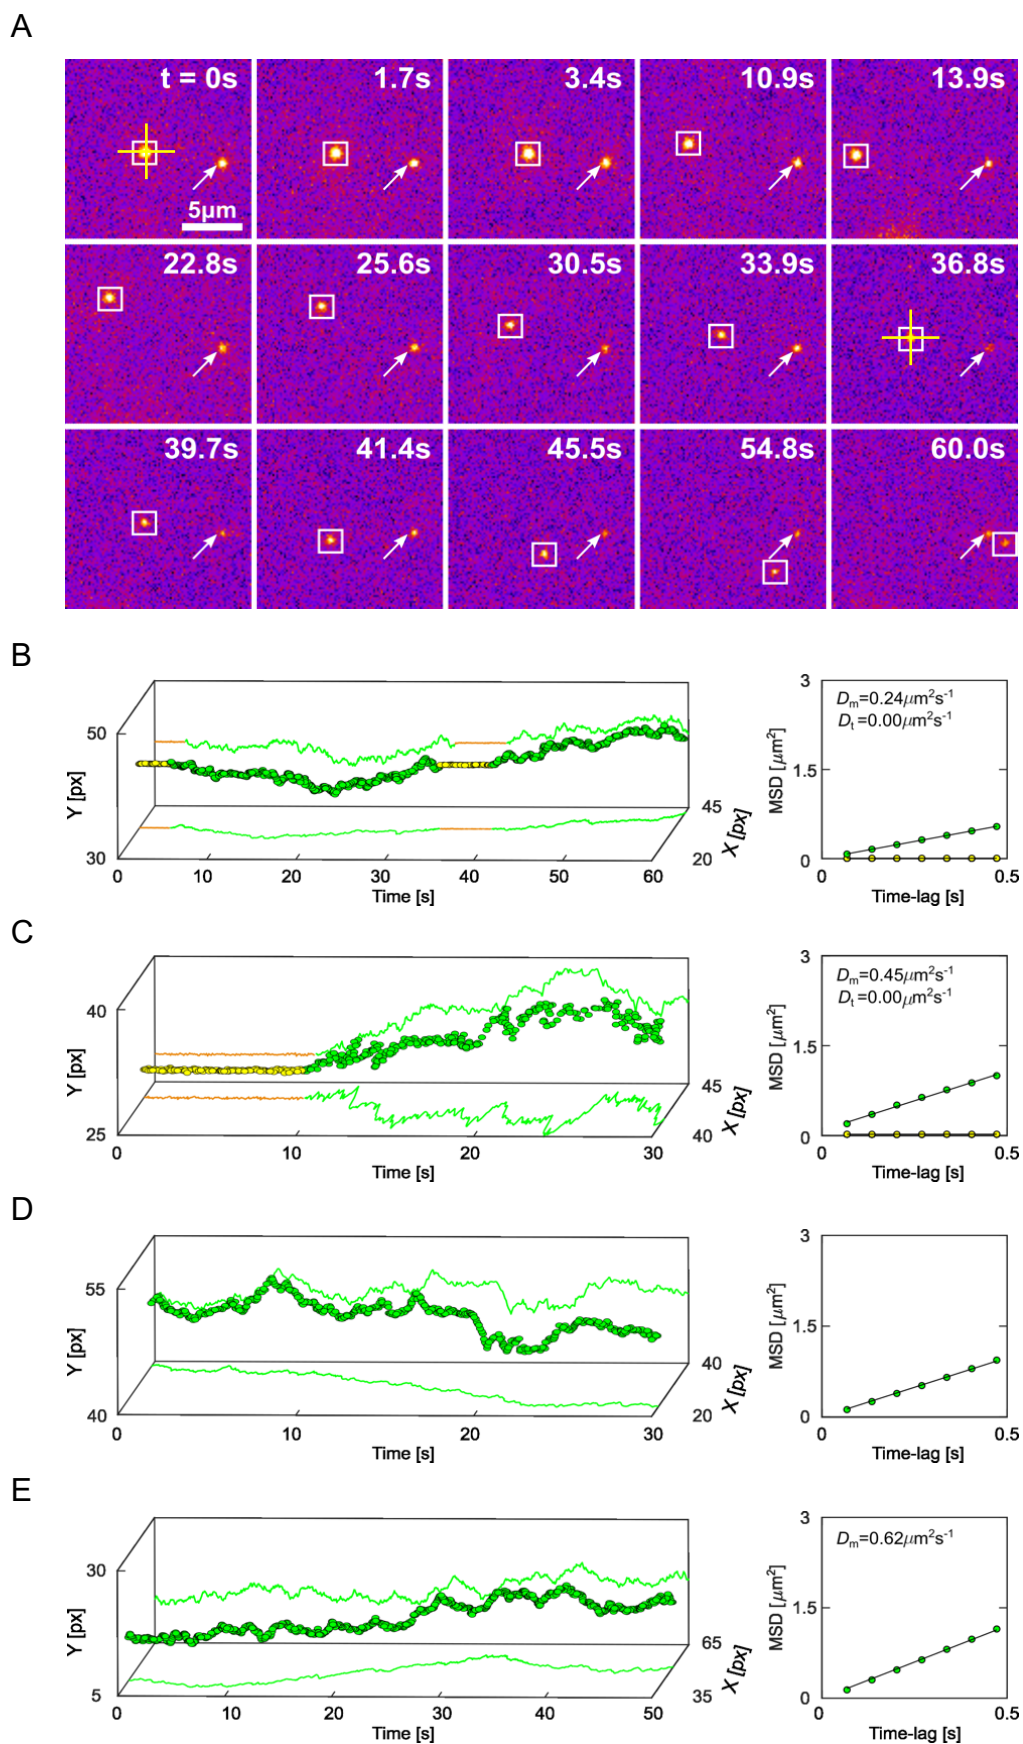 A
t = 0s 1.7s 3.4s 10.9s 13.9s
5μm
22.8s 25.6s 30.5s 33.9s 36.8s
39.7s 41.4s 45.5s 54.8s 60.0s
B
50
Y [px]
30
45
X [px]
20
0 10 20 30 40 50 60
Time [s]
3
Dm=0.24μm²s⁻¹
Dt=0.00μm²s⁻¹
MSD [μm²]
1.5
0
0 0.5
Time-lag [s]
C
40
Y [px]
25
45
X [px]
40
0 10 20 30
Time [s]
3
Dm=0.45μm²s⁻¹
Dt=0.00μm²s⁻¹
MSD [μm²]
1.5
0
0 0.5
Time-lag [s]
D
55
Y [px]
40
40
X [px]
20
0 10 20 30
Time [s]
3
MSD [μm²]
1.5
0
0 0.5
Time-lag [s]
E
30
Y [px]
5
65
X [px]
35
0 10 20 30 40 50
Time [s]
3
Dm=0.62μm²s⁻¹
MSD [μm²]
1.5
0
0 0.5
Time-lag [s]